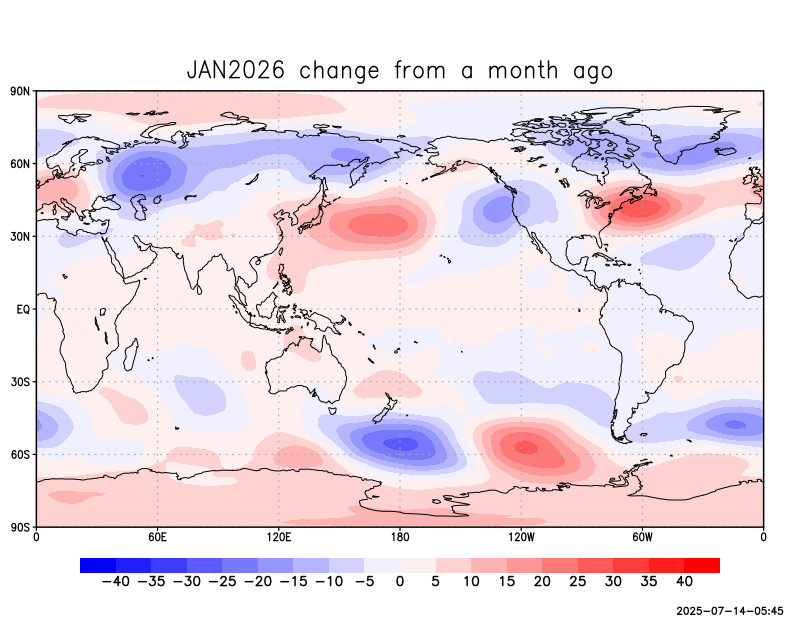 JAN2026 change from a month ago
90N
60N
30N
EQ
30S
60S
90S
0 60E 120E 180 120W 60W 0
−40 −35 −30 −25 −20 −15 −10 −5 0 5 10 15 20 25 30 35 40
2025-07-14-05:45